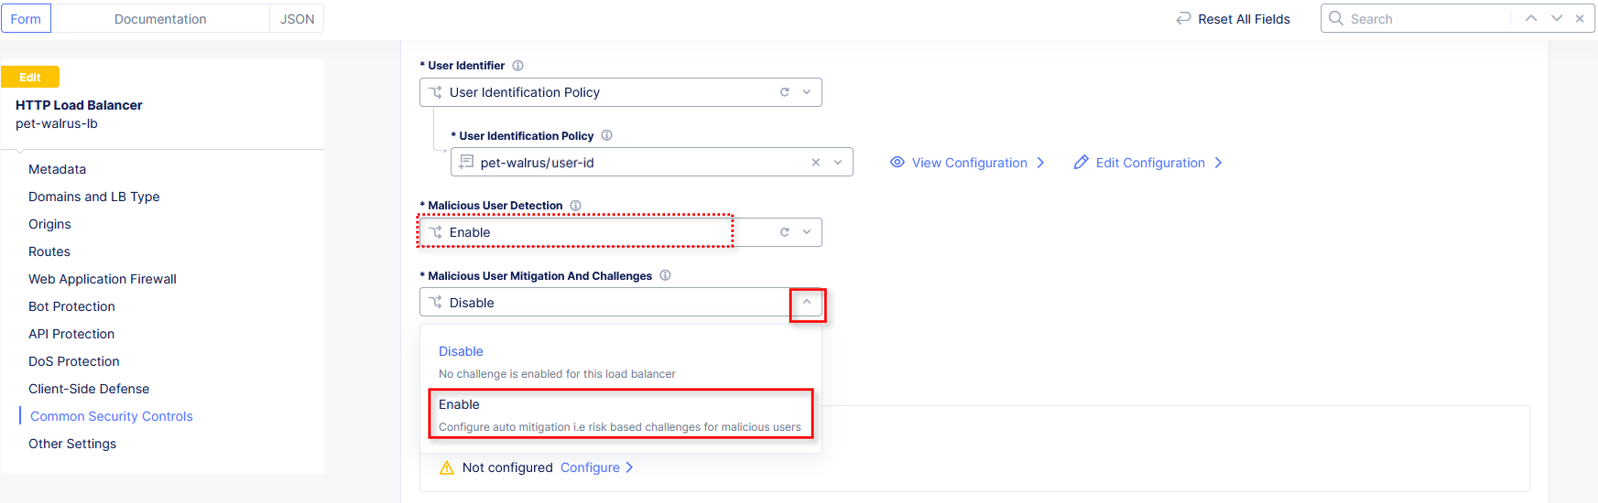 Form
Documentation
JSON
Reset All Fields
Search
Edit
HTTP Load Balancer
pet-walrus-lb
Metadata
Domains and LB Type
Origins
Routes
Web Application Firewall
Bot Protection
API Protection
DoS Protection
Client-Side Defense
Common Security Controls
Other Settings
* User Identifier
User Identification Policy
* User Identification Policy
pet-walrus/user-id
View Configuration
Edit Configuration
* Malicious User Detection
Enable
* Malicious User Mitigation And Challenges
Disable
Disable
No challenge is enabled for this load balancer
Enable
Configure auto mitigation i.e risk based challenges for malicious users
Not configured Configure